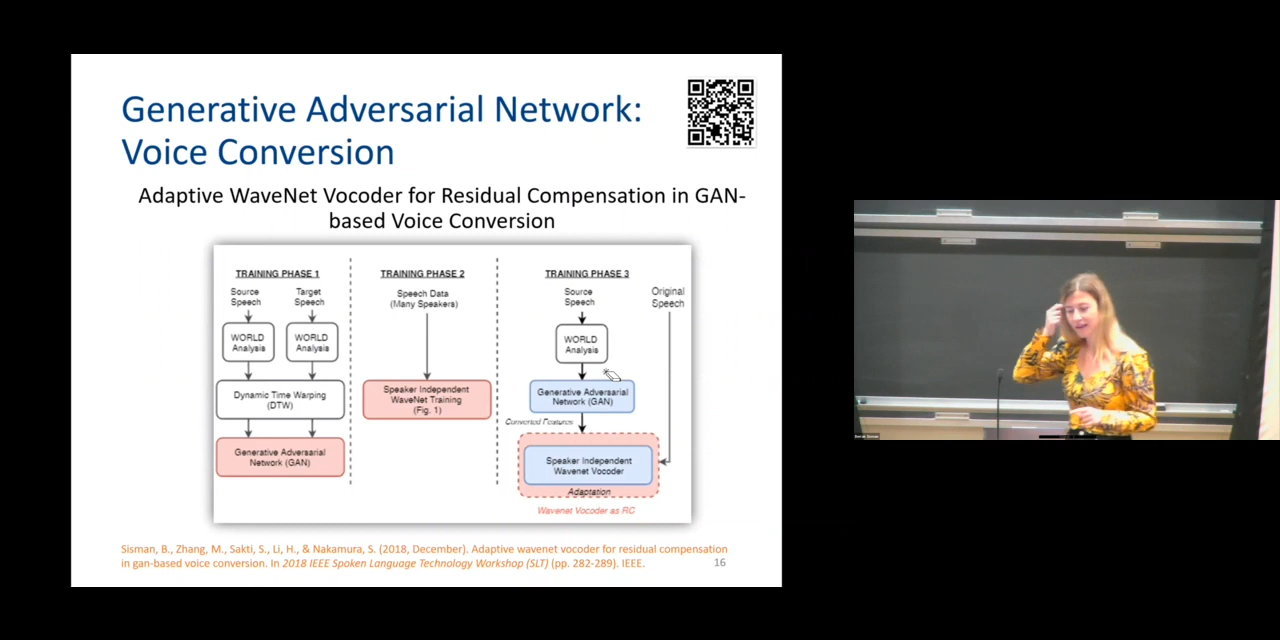 Generative Adversarial Network:
Voice Conversion
Adaptive WaveNet Vocoder for Residual Compensation in GAN-
based Voice Conversion
TRAINING PHASE 1
Source
Speech
Target
Speech
WORLD
Analysis
WORLD
Analysis
Dynamic Time Warping
(DTW)
Generative Adversarial
Network (GAN)
TRAINING PHASE 2
Speech Data
(Many Speakers)
Speaker Independent
WaveNet Training
(Fig. 1)
TRAINING PHASE 3
Source
Speech
Original
Speech
WORLD
Analysis
Generative Adversarial
Network (GAN)
Converted Features
Speaker Independent
Wavenet Vocoder
Adaptation
Wavenet Vocoder as RC
Sisman, B., Zhang, M., Sakti, S., Li, H., & Nakamura, S. (2018, December). Adaptive wavenet vocoder for residual compensation
in gan-based voice conversion. In 2018 IEEE Spoken Language Technology Workshop (SLT) (pp. 282-289). IEEE.
16